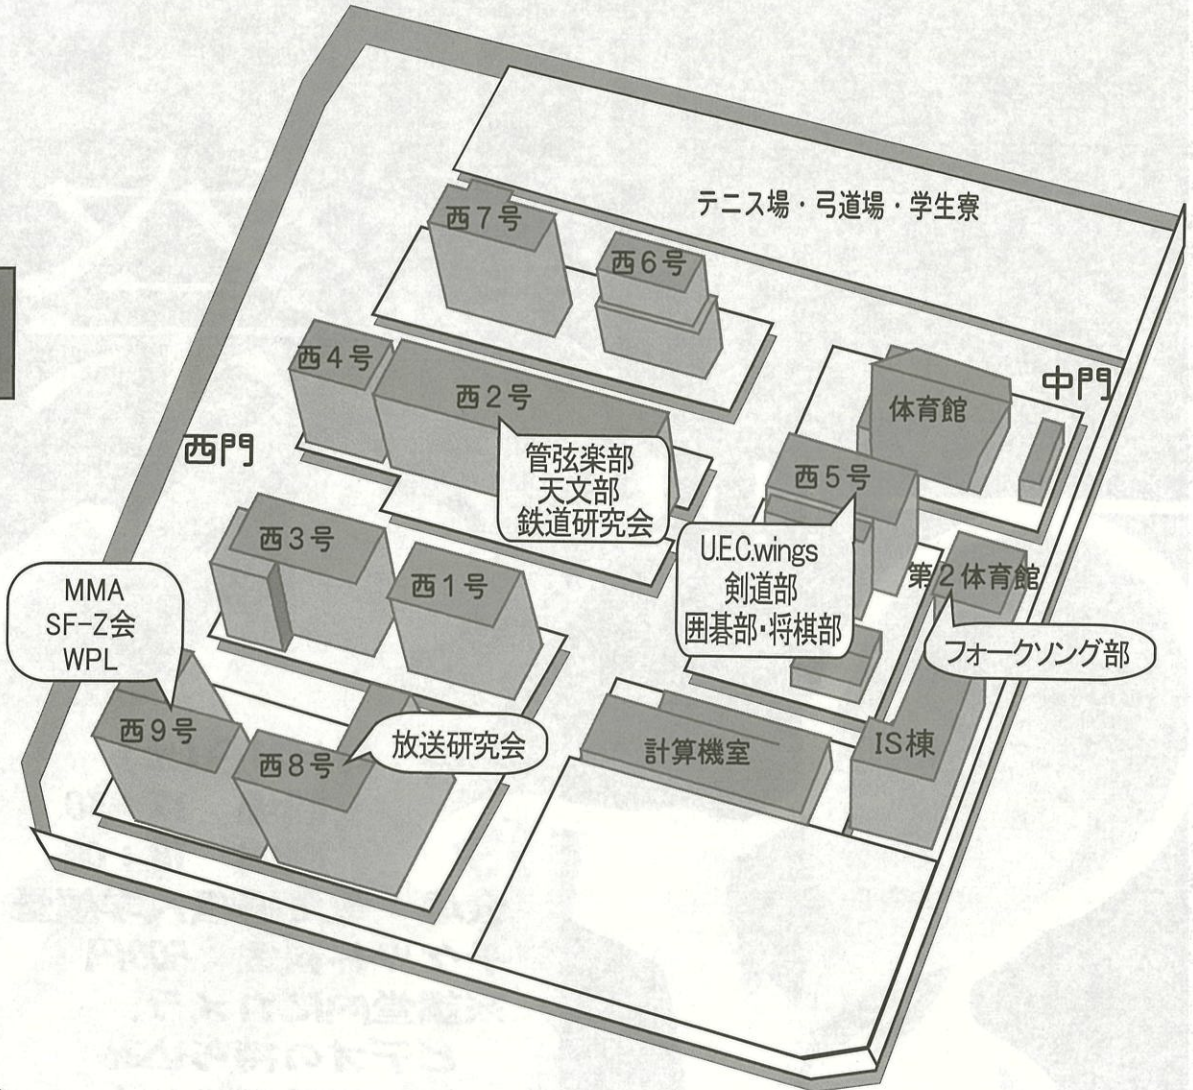 テニス場・弓道場・学生寮
西7号
西6号
西4号
西2号
体育館
中門
西門
管弦楽部
天文部
鉄道研究会
西5号
西3号
西1号
U.E.C.wings
剣道部
囲碁部・将棋部
第2体育館
MMA
SF-Z会
WPL
フォークソング部
西9号
西8号
放送研究会
計算機室
IS棟